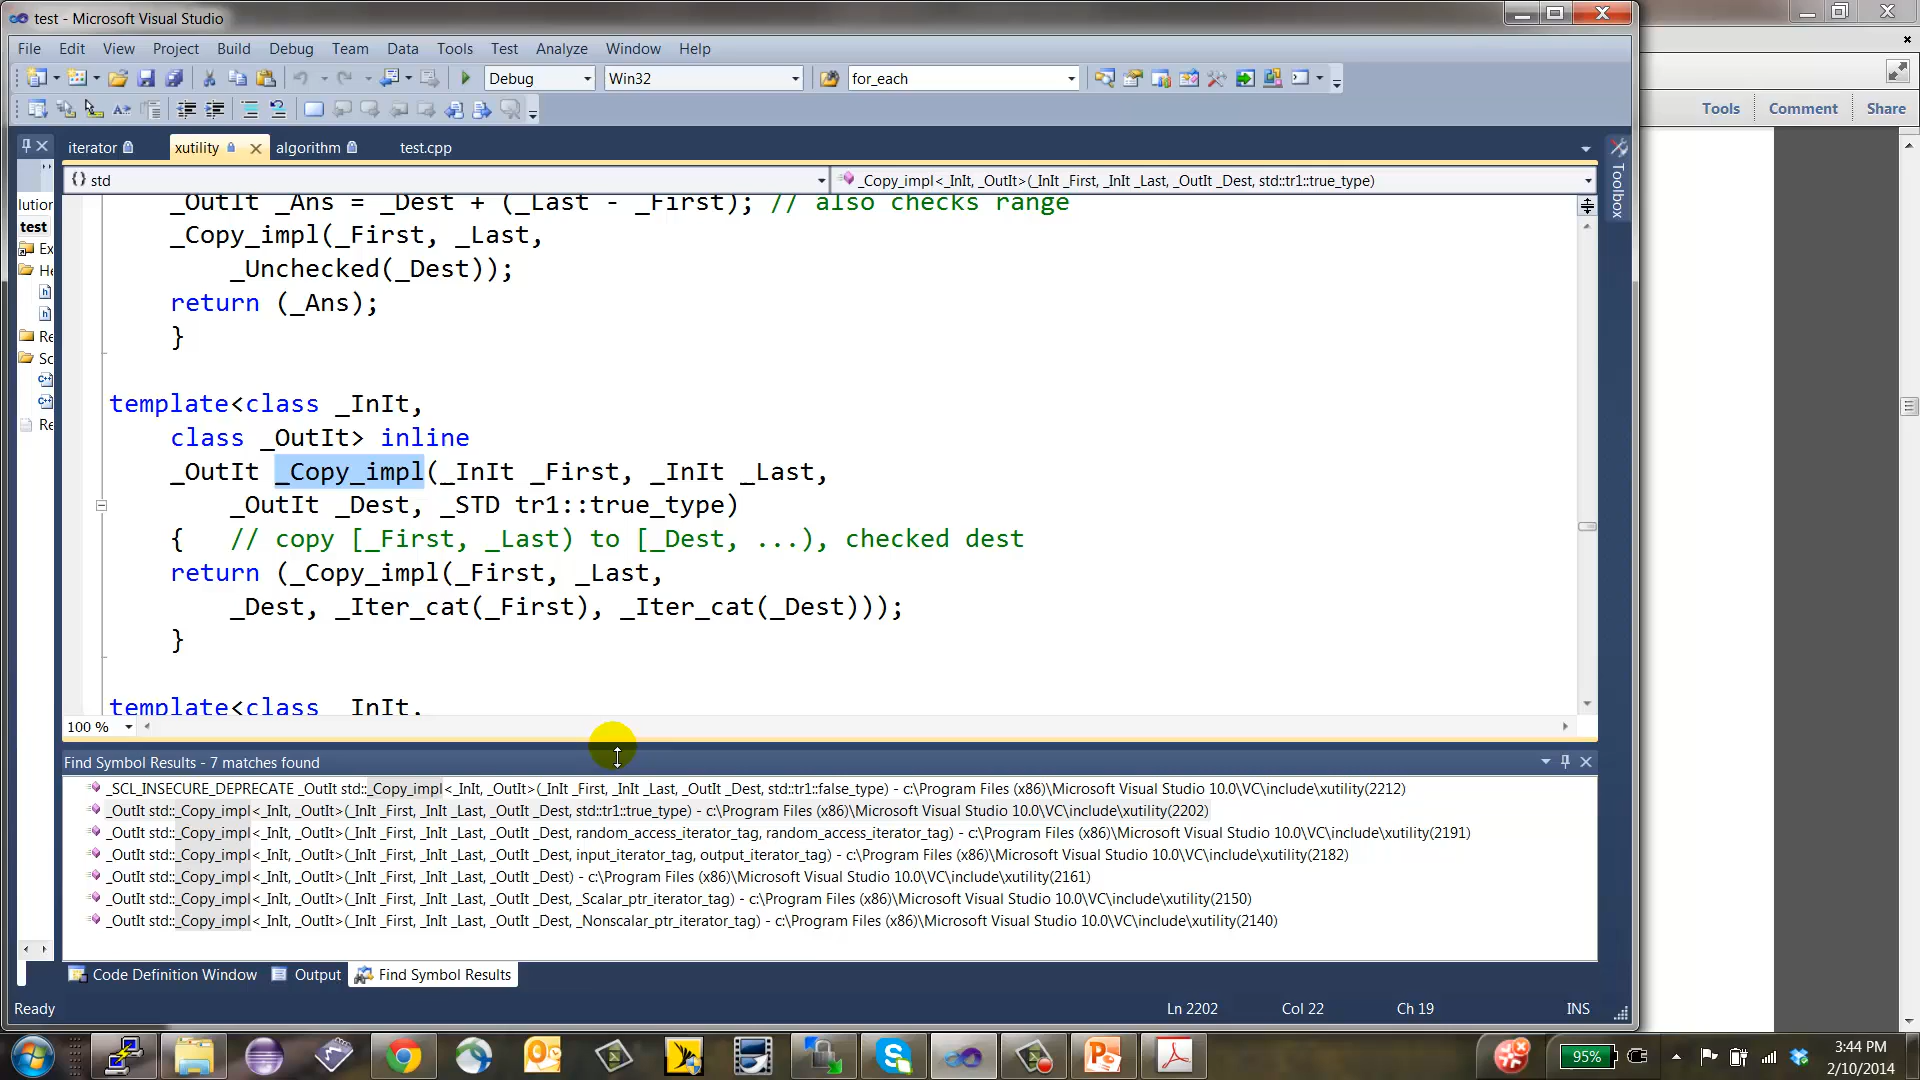 test - Microsoft Visual Studio
File Edit View Project Build Debug Team Data Tools Test Analyze Window Help
Debug Win32 for_each
Tools Comment Share
iterator xutility algorithm test.cpp
{} std _Copy_impl<_InIt, _OutIt>(_InIt _First, _InIt _Last, _OutIt _Dest, std::tr1::true_type)
Toolbox
lution
test
Ex
He
Re
Sc
Re
_OutIt _Ans = _Dest + (_Last - _First); // also checks range
_Copy_impl(_First, _Last,
_Unchecked(_Dest));
return (_Ans);
}
template<class _InIt,
class _OutIt> inline
_OutIt _Copy_impl(_InIt _First, _InIt _Last,
_OutIt _Dest, _STD tr1::true_type)
{ // copy [_First, _Last) to [_Dest, ...), checked dest
return (_Copy_impl(_First, _Last,
_Dest, _Iter_cat(_First), _Iter_cat(_Dest)));
}
template<class _InIt,
100 %
Find Symbol Results - 7 matches found
_SCL_INSECURE_DEPRECATE _OutIt std::_Copy_impl<_InIt, _OutIt>(_InIt _First, _InIt _Last, _OutIt _Dest, std::tr1::false_type) - c:\Program Files (x86)\Microsoft Visual Studio 10.0\VC\include\xutility(2212)
_OutIt std::_Copy_impl<_InIt, _OutIt>(_InIt _First, _InIt _Last, _OutIt _Dest, std::tr1::true_type) - c:\Program Files (x86)\Microsoft Visual Studio 10.0\VC\include\xutility(2202)
_OutIt std::_Copy_impl<_InIt, _OutIt>(_InIt _First, _InIt _Last, _OutIt _Dest, random_access_iterator_tag, random_access_iterator_tag) - c:\Program Files (x86)\Microsoft Visual Studio 10.0\VC\include\xutility(2191)
_OutIt std::_Copy_impl<_InIt, _OutIt>(_InIt _First, _InIt _Last, _OutIt _Dest, input_iterator_tag, output_iterator_tag) - c:\Program Files (x86)\Microsoft Visual Studio 10.0\VC\include\xutility(2182)
_OutIt std::_Copy_impl<_InIt, _OutIt>(_InIt _First, _InIt _Last, _OutIt _Dest) - c:\Program Files (x86)\Microsoft Visual Studio 10.0\VC\include\xutility(2161)
_OutIt std::_Copy_impl<_InIt, _OutIt>(_InIt _First, _InIt _Last, _OutIt _Dest, _Scalar_ptr_iterator_tag) - c:\Program Files (x86)\Microsoft Visual Studio 10.0\VC\include\xutility(2150)
_OutIt std::_Copy_impl<_InIt, _OutIt>(_InIt _First, _InIt _Last, _OutIt _Dest, _Nonscalar_ptr_iterator_tag) - c:\Program Files (x86)\Microsoft Visual Studio 10.0\VC\include\xutility(2140)
Code Definition Window Output Find Symbol Results
Ready Ln 2202 Col 22 Ch 19 INS
95% 3:44 PM
2/10/2014